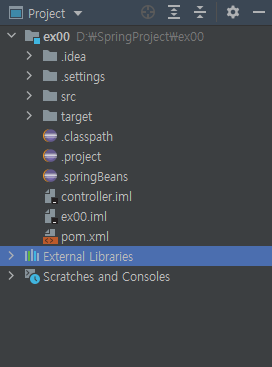 Project
ex00 D:₩SpringProject₩ex00
.idea
.settings
src
target
.classpath
.project
.springBeans
controller.iml
ex00.iml
pom.xml
External Libraries
Scratches and Consoles